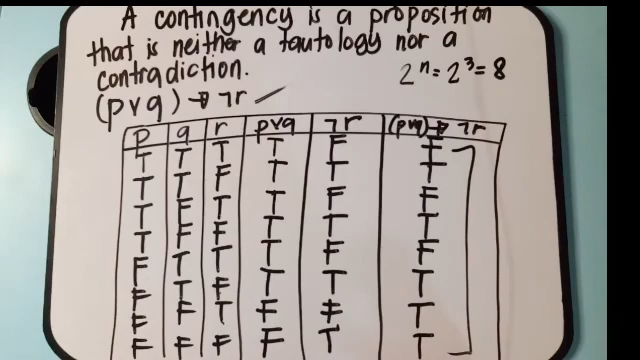 A contingency is a proposition
that is neither a tautology nor a
contradiction.
2ⁿ = 2³ = 8
(p∨q) → ¬r
p q r p∨q ¬r (p∨q) → ¬r
T T T T F F
T T F T T T
T F T T F F
T F F T T T
F T T T F F
F T F T T T
F F T F F T
F F F F T T